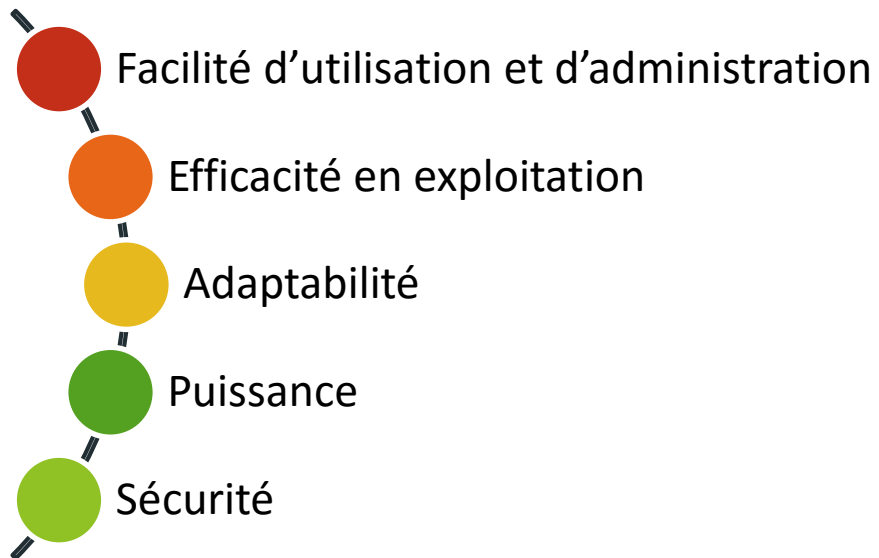 Facilité d’utilisation et d’administration
Efficacité en exploitation
Adaptabilité
Puissance
Sécurité